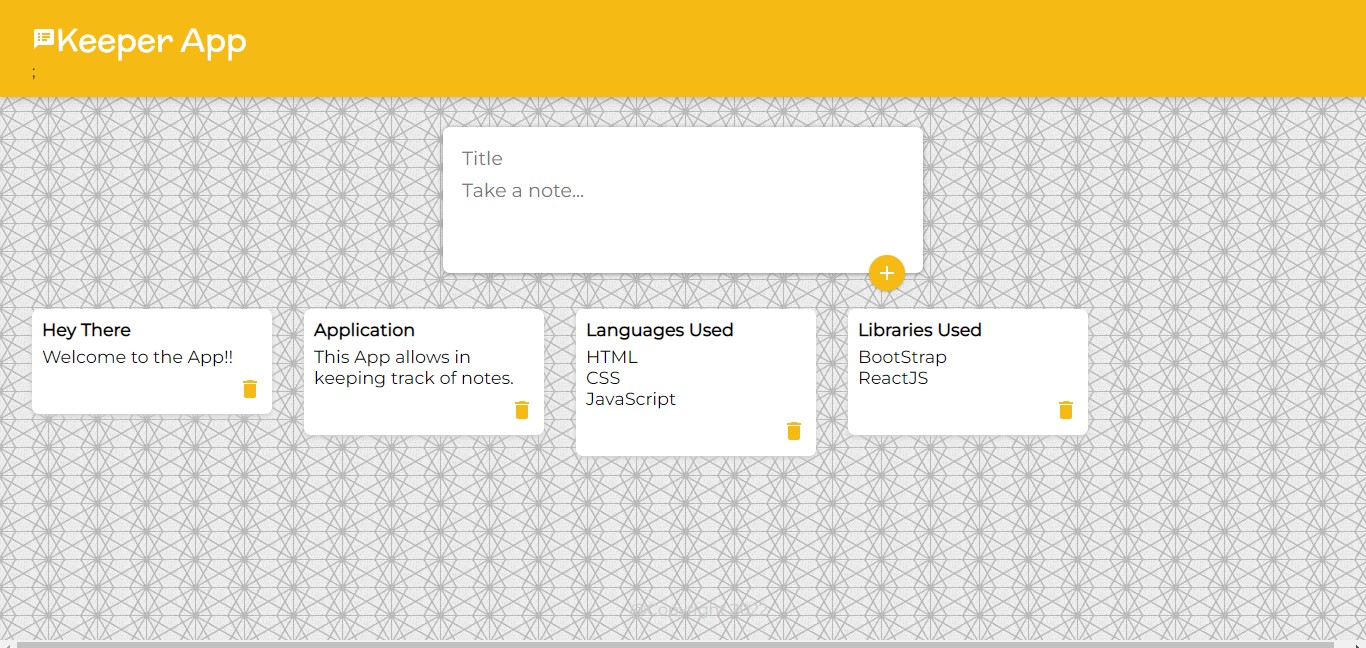 Keeper App
;
Title
Take a note...
Hey There
Welcome to the App!!
Application
This App allows in
keeping track of notes.
Languages Used
HTML
CSS
JavaScript
Libraries Used
BootStrap
ReactJS